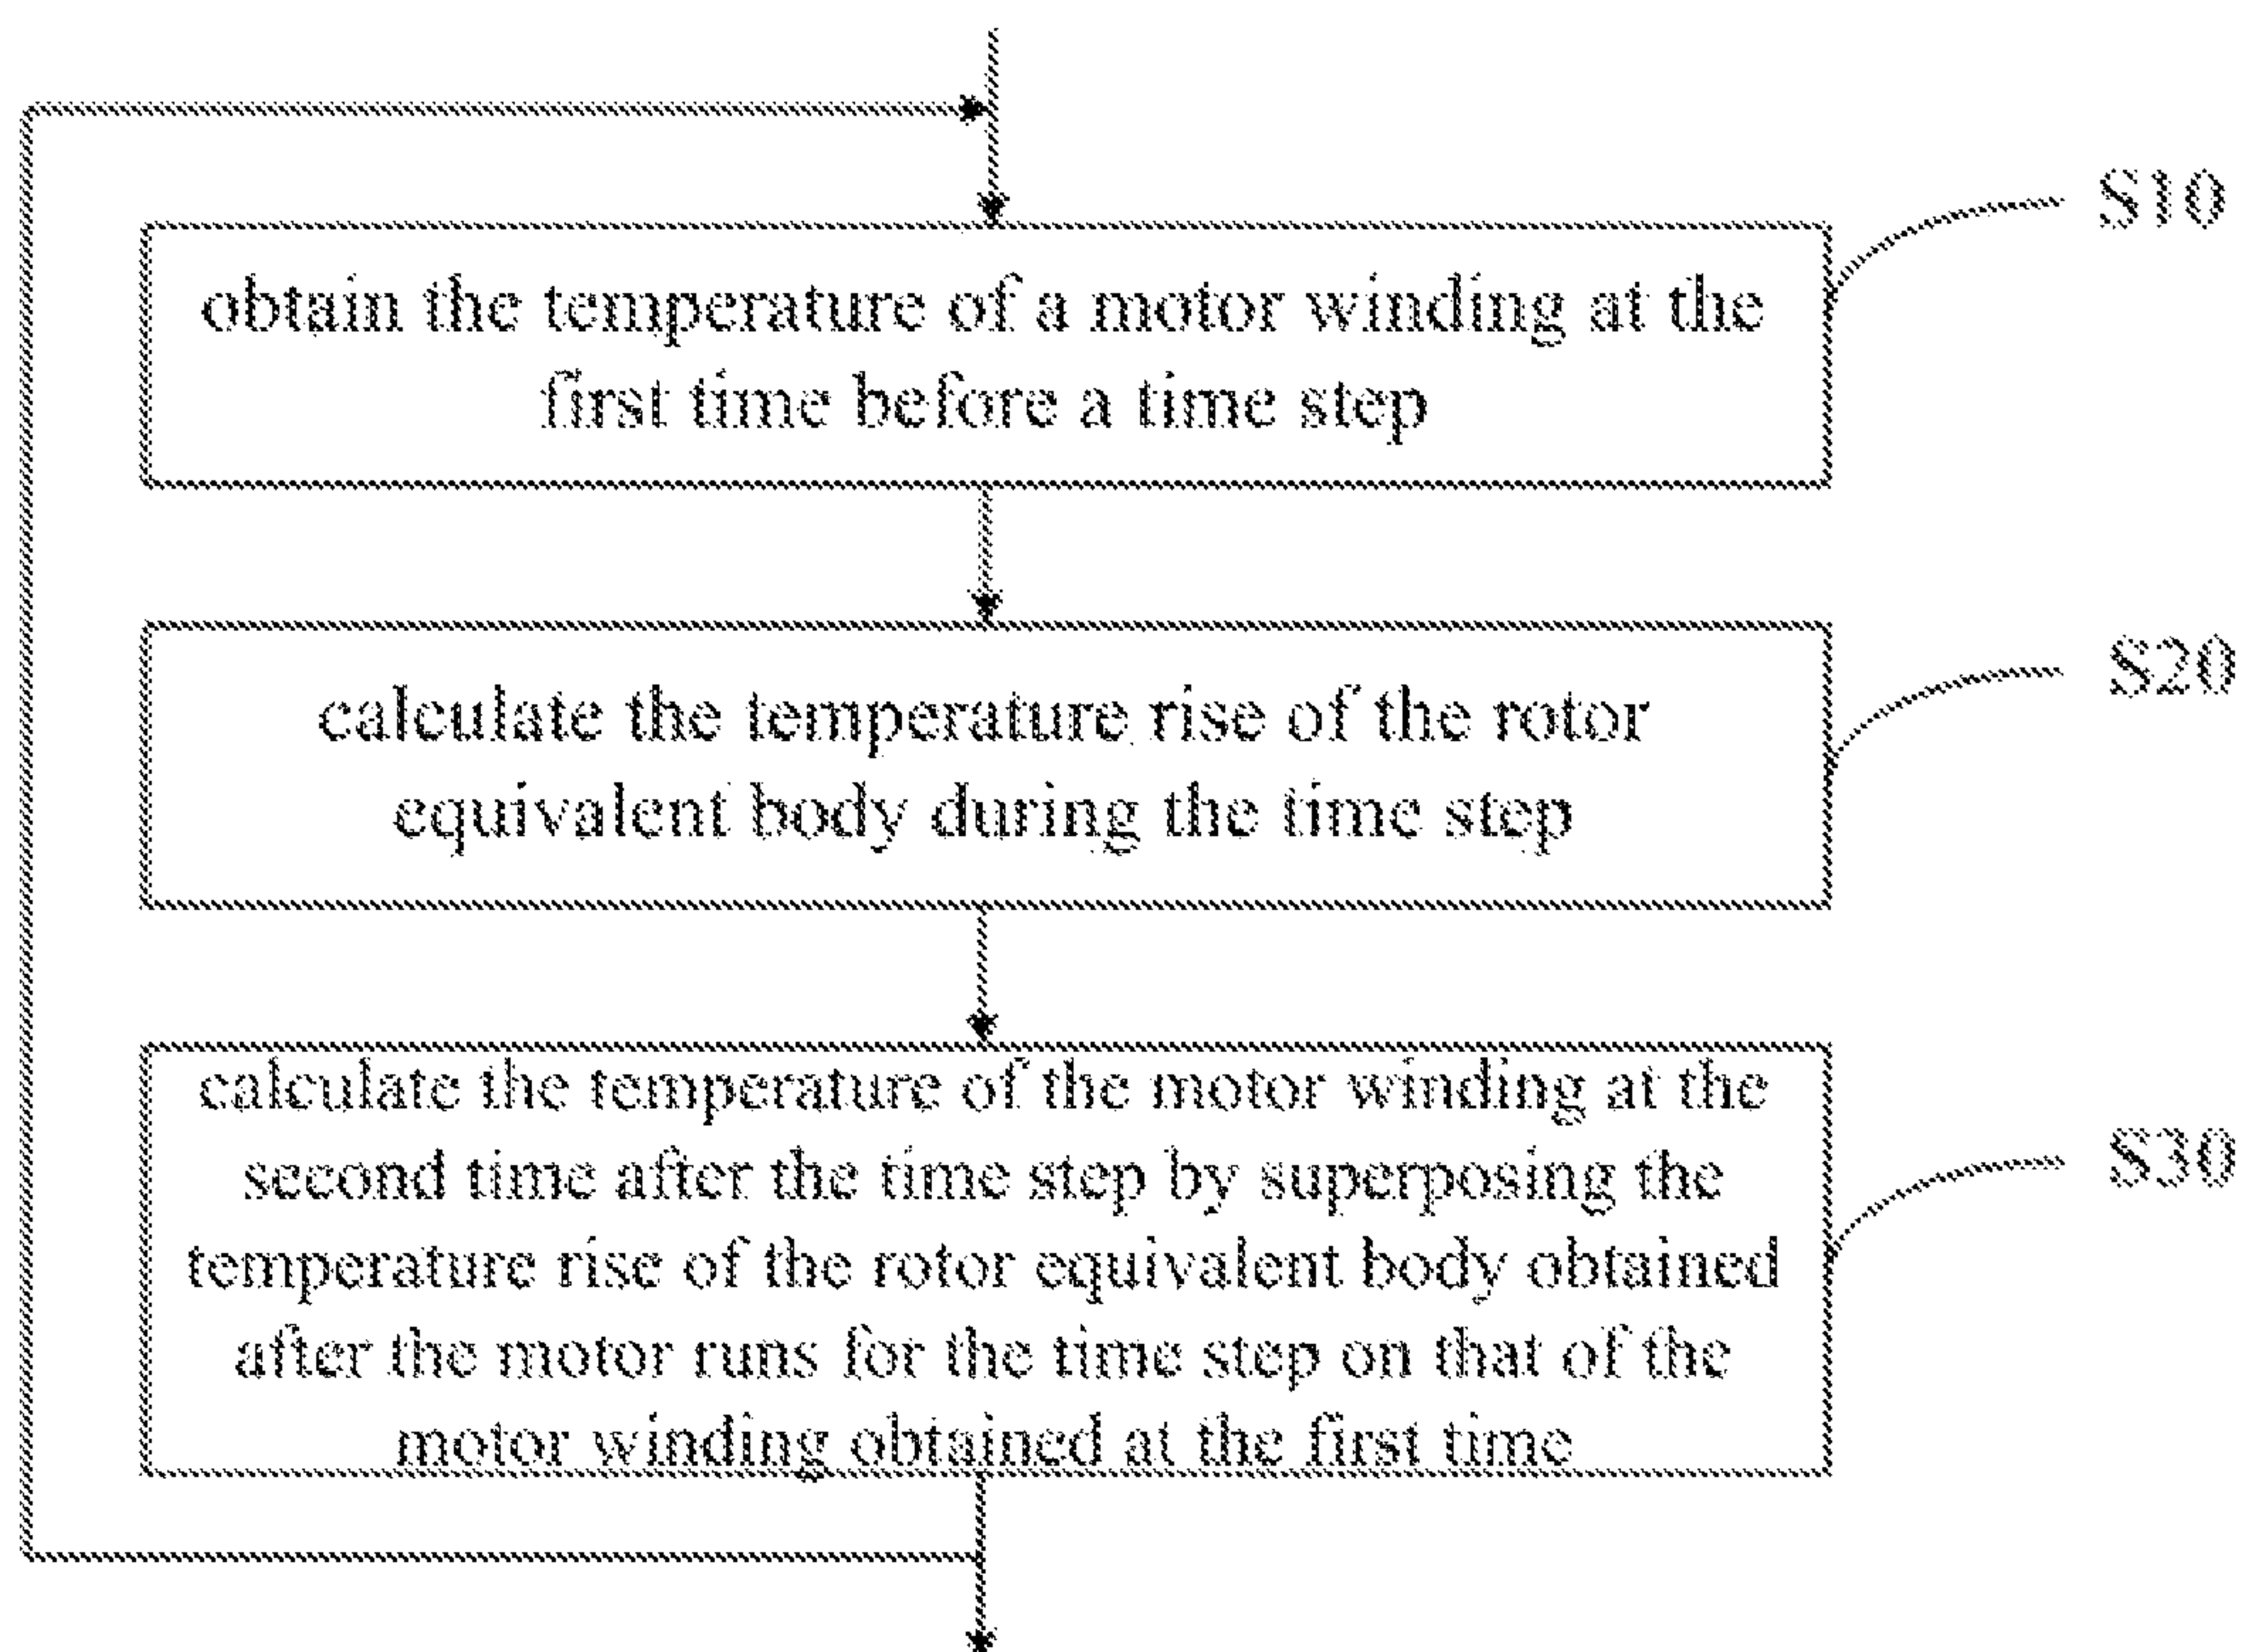 S10
obtain the temperature of a motor winding at the
first time before a time step
S20
calculate the temperature rise of the rotor
equivalent body during the time step
calculate the temperature of the motor winding at the
second time after the time step by superposing the
S30
temperature rise of the rotor equivalent body obtained
after the motor runs for the time step on that of the
motor winding obtained at the first time